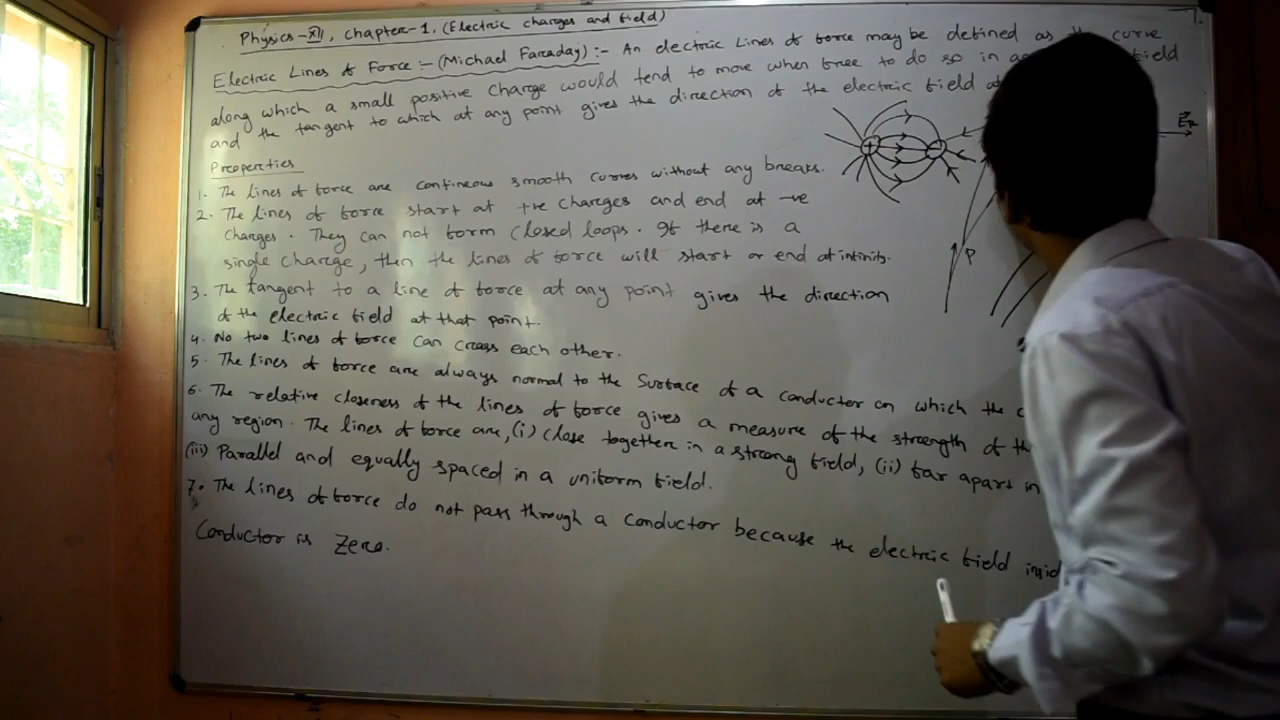 Physics-XII, chapter-1. (Electric charges and field)
Electric Lines of Force :- (Michael Faraday) :- An electric Lines of force may be defined as curve
along which a small positive charge would tend to move when free to do so in field
and the tangent to which at any point gives the direction of the electric field
Properties
1. The lines of force are contineous smooth curves without any breaks.
2. The lines of force start at +ve charges and end at -ve
charges. They can not form closed loops. If there is a
single charge, then the lines of force will start or end at infinity.
3. The tangent to a line of force at any point gives the direction
of the electric field at that point.
4. No two lines of force can cross each other.
5. The lines of force are always normal to the surface of a conductor on which the
6. The relative closeness of the lines of force gives a measure of the strength of
any region. The lines of force are, (i) close together in a strong field, (ii) far apart in
(iii) Parallel and equally spaced in a uniform field.
7. The lines of force do not pass through a conductor because the electric field
Conductor is zero.
+
-
P